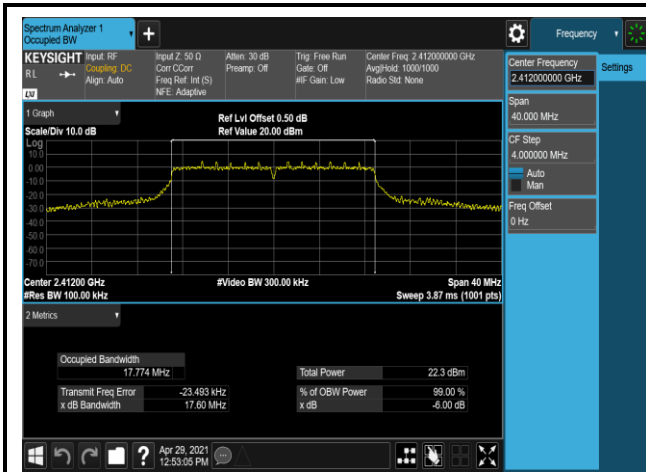 Spectrum Analyzer 1
Occupied BW
Frequency
KEYSIGHT
RL
LXI
Input: RF
Coupling: DC
Align: Auto
Input Z: 50 Ω
Corr CCorr
Freq Ref: Int (S)
NFE: Adaptive
Atten: 30 dB
Preamp: Off
Trig: Free Run
Gate: Off
#IF Gain: Low
Center Freq: 2.412000000 GHz
Avg|Hold: 1000/1000
Radio Std: None
Center Frequency
2.412000000 GHz
Settings
Span
40.000 MHz
CF Step
4.000000 MHz
Auto
Man
Freq Offset
0 Hz
1 Graph
Scale/Div 10.0 dB
Ref Lvl Offset 0.50 dB
Ref Value 20.00 dBm
Log
10.0
0.00
-10.0
-20.0
-30.0
-40.0
-50.0
-60.0
-70.0
Center 2.41200 GHz
#Video BW 300.00 kHz
Span 40 MHz
#Res BW 100.00 kHz
Sweep 3.87 ms (1001 pts)
2 Metrics
Occupied Bandwidth
17.774 MHz
Total Power 22.3 dBm
Transmit Freq Error -23.493 kHz
% of OBW Power 99.00 %
x dB Bandwidth 17.60 MHz
x dB -6.00 dB
?
Apr 29, 2021
12:53:05 PM